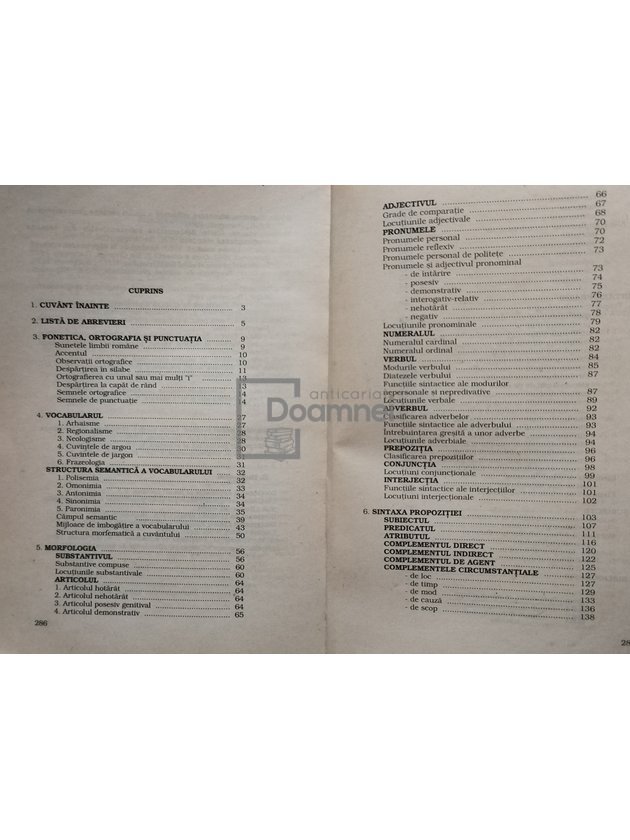 CUPRINS
1. CUVÂNT ÎNAINTE 3
2. LISTĂ DE ABREVIERI 5
3. FONETICA, ORTOGRAFIA ŞI PUNCTUAŢIA 9
Sunetele limbii române 9
Accentul 10
Observaţii ortografice 10
Despărţirea în silabe 11
Ortografierea cu unul sau mai mulţi "i" 13
Despărţirea la capăt de rând 13
Semnele ortografice 14
Semnele de punctuaţie 14
4. VOCABULARUL 27
1. Arhaisme 27
2. Regionalisme 28
3. Neologisme 28
4. Cuvintele de argou 30
5. Cuvintele de jargon 31
6. Frazeologia 31
STRUCTURA SEMANTICĂ A VOCABULARULUI 32
1. Polisemia 32
2. Omonimia 33
3. Antonimia 34
4. Sinonimia 34
5. Paronimia 35
Câmpul semantic 39
Mijloace de îmbogăţire a vocabularului 43
Structura morfematică a cuvântului 50
5. MORFOLOGIA 56
SUBSTANTIVUL 56
Substantive compuse 60
Locuţiunile substantivale 60
ARTICOLUL 64
1. Articolul hotărât 64
2. Articolul nehotărât 64
3. Articolul posesiv genitival 64
4. Articolul demonstrativ 65
286
66
ADJECTIVUL 67
Grade de comparaţie 68
Locuţiunile adjectivale 70
PRONUMELE 70
Pronumele personal 72
Pronumele reflexiv 73
Pronumele personal de politeţe
Pronumele şi adjectivul pronominal 73
- de întărire 74
- posesiv 75
- demonstrativ 76
- interogativ-relativ 77
- nehotărât 78
- negativ 79
Locuţiunile pronominale 82
NUMERALUL 82
Numeralul cardinal 82
Numeralul ordinal 84
VERBUL 85
Modurile verbului 87
Diatezele verbului
Funcţiile sintactice ale modurilor
nepersonale şi nepredicative 87
Locuţiunile verbale 89
ADVERBUL 92
Clasificarea adverbelor 93
Funcţiile sintactice ale adverbului 93
Întrebuinţarea greşită a unor adverbe 94
Locuţiunile adverbiale 94
PREPOZIŢIA 96
Clasificarea prepoziţiilor 96
CONJUNCŢIA 98
Locuţiuni conjuncţionale 99
INTERJECŢIA 101
Funcţiile sintactice ale interjecţiilor 101
Locuţiuni interjecţionale 102
6. SINTAXA PROPOZIŢIEI 103
SUBIECTUL 107
PREDICATUL 111
ATRIBUTUL 116
COMPLEMENTUL DIRECT 120
COMPLEMENTUL INDIRECT 122
COMPLEMENTUL DE AGENT 125
COMPLEMENTELE CIRCUMSTANŢIALE 127
- de loc 127
- de timp 129
- de mod 133
- de cauză 136
- de scop 138
28
anticariat
Doamnei